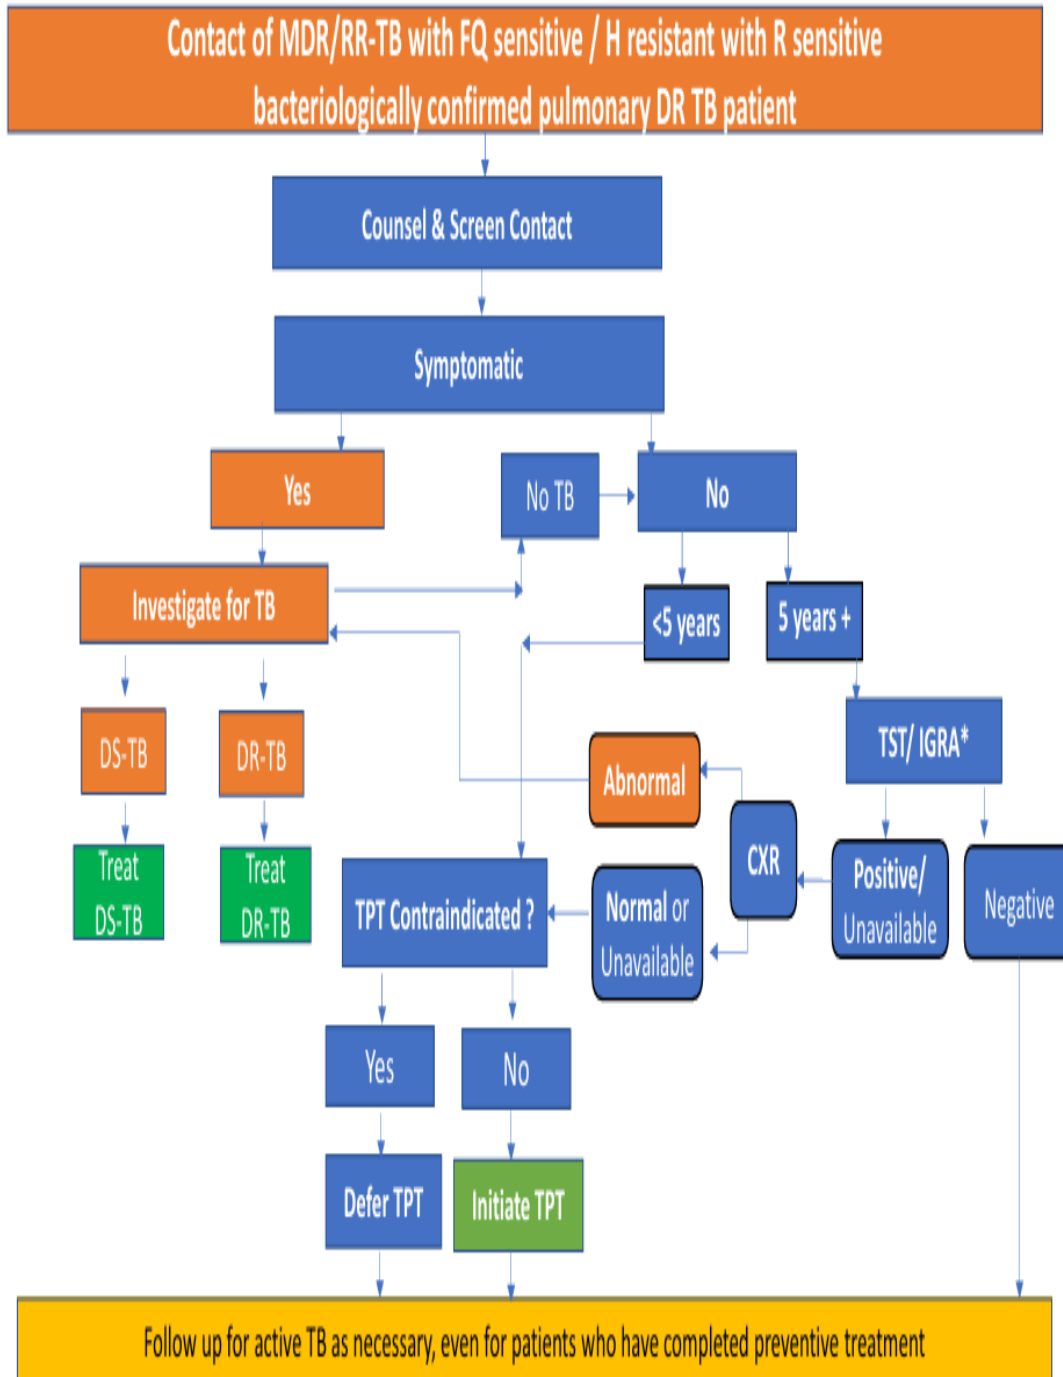 Contact of MDR/RR-TB with FQ sensitive / H resistant with R sensitive
bacteriologically confirmed pulmonary DR TB patient
Counsel & Screen Contact
Symptomatic
Yes
No TB
No
Investigate for TB
<5 years
5 years +
DS-TB
DR-TB
TST/ IGRA*
Abnormal
CXR
Treat
DS-TB
Treat
DR-TB
TPT Contraindicated ?
Normal or
Unavailable
Positive/
Unavailable
Negative
Yes
No
Defer TPT
Initiate TPT
Follow up for active TB as necessary, even for patients who have completed preventive treatment